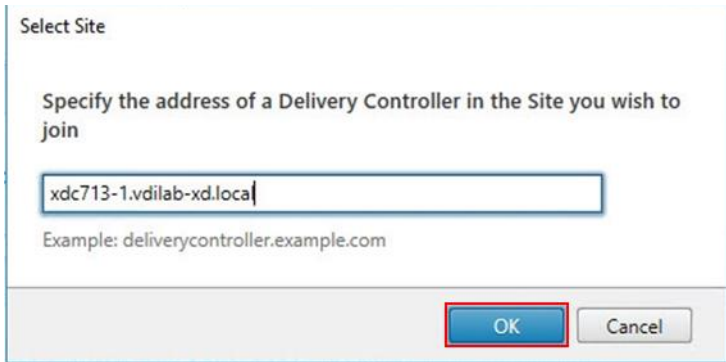 Select Site
Specify the address of a Delivery Controller in the Site you wish to
join
xdc713-1.vdilab-xd.local
Example: deliverycontroller.example.com
OK
Cancel